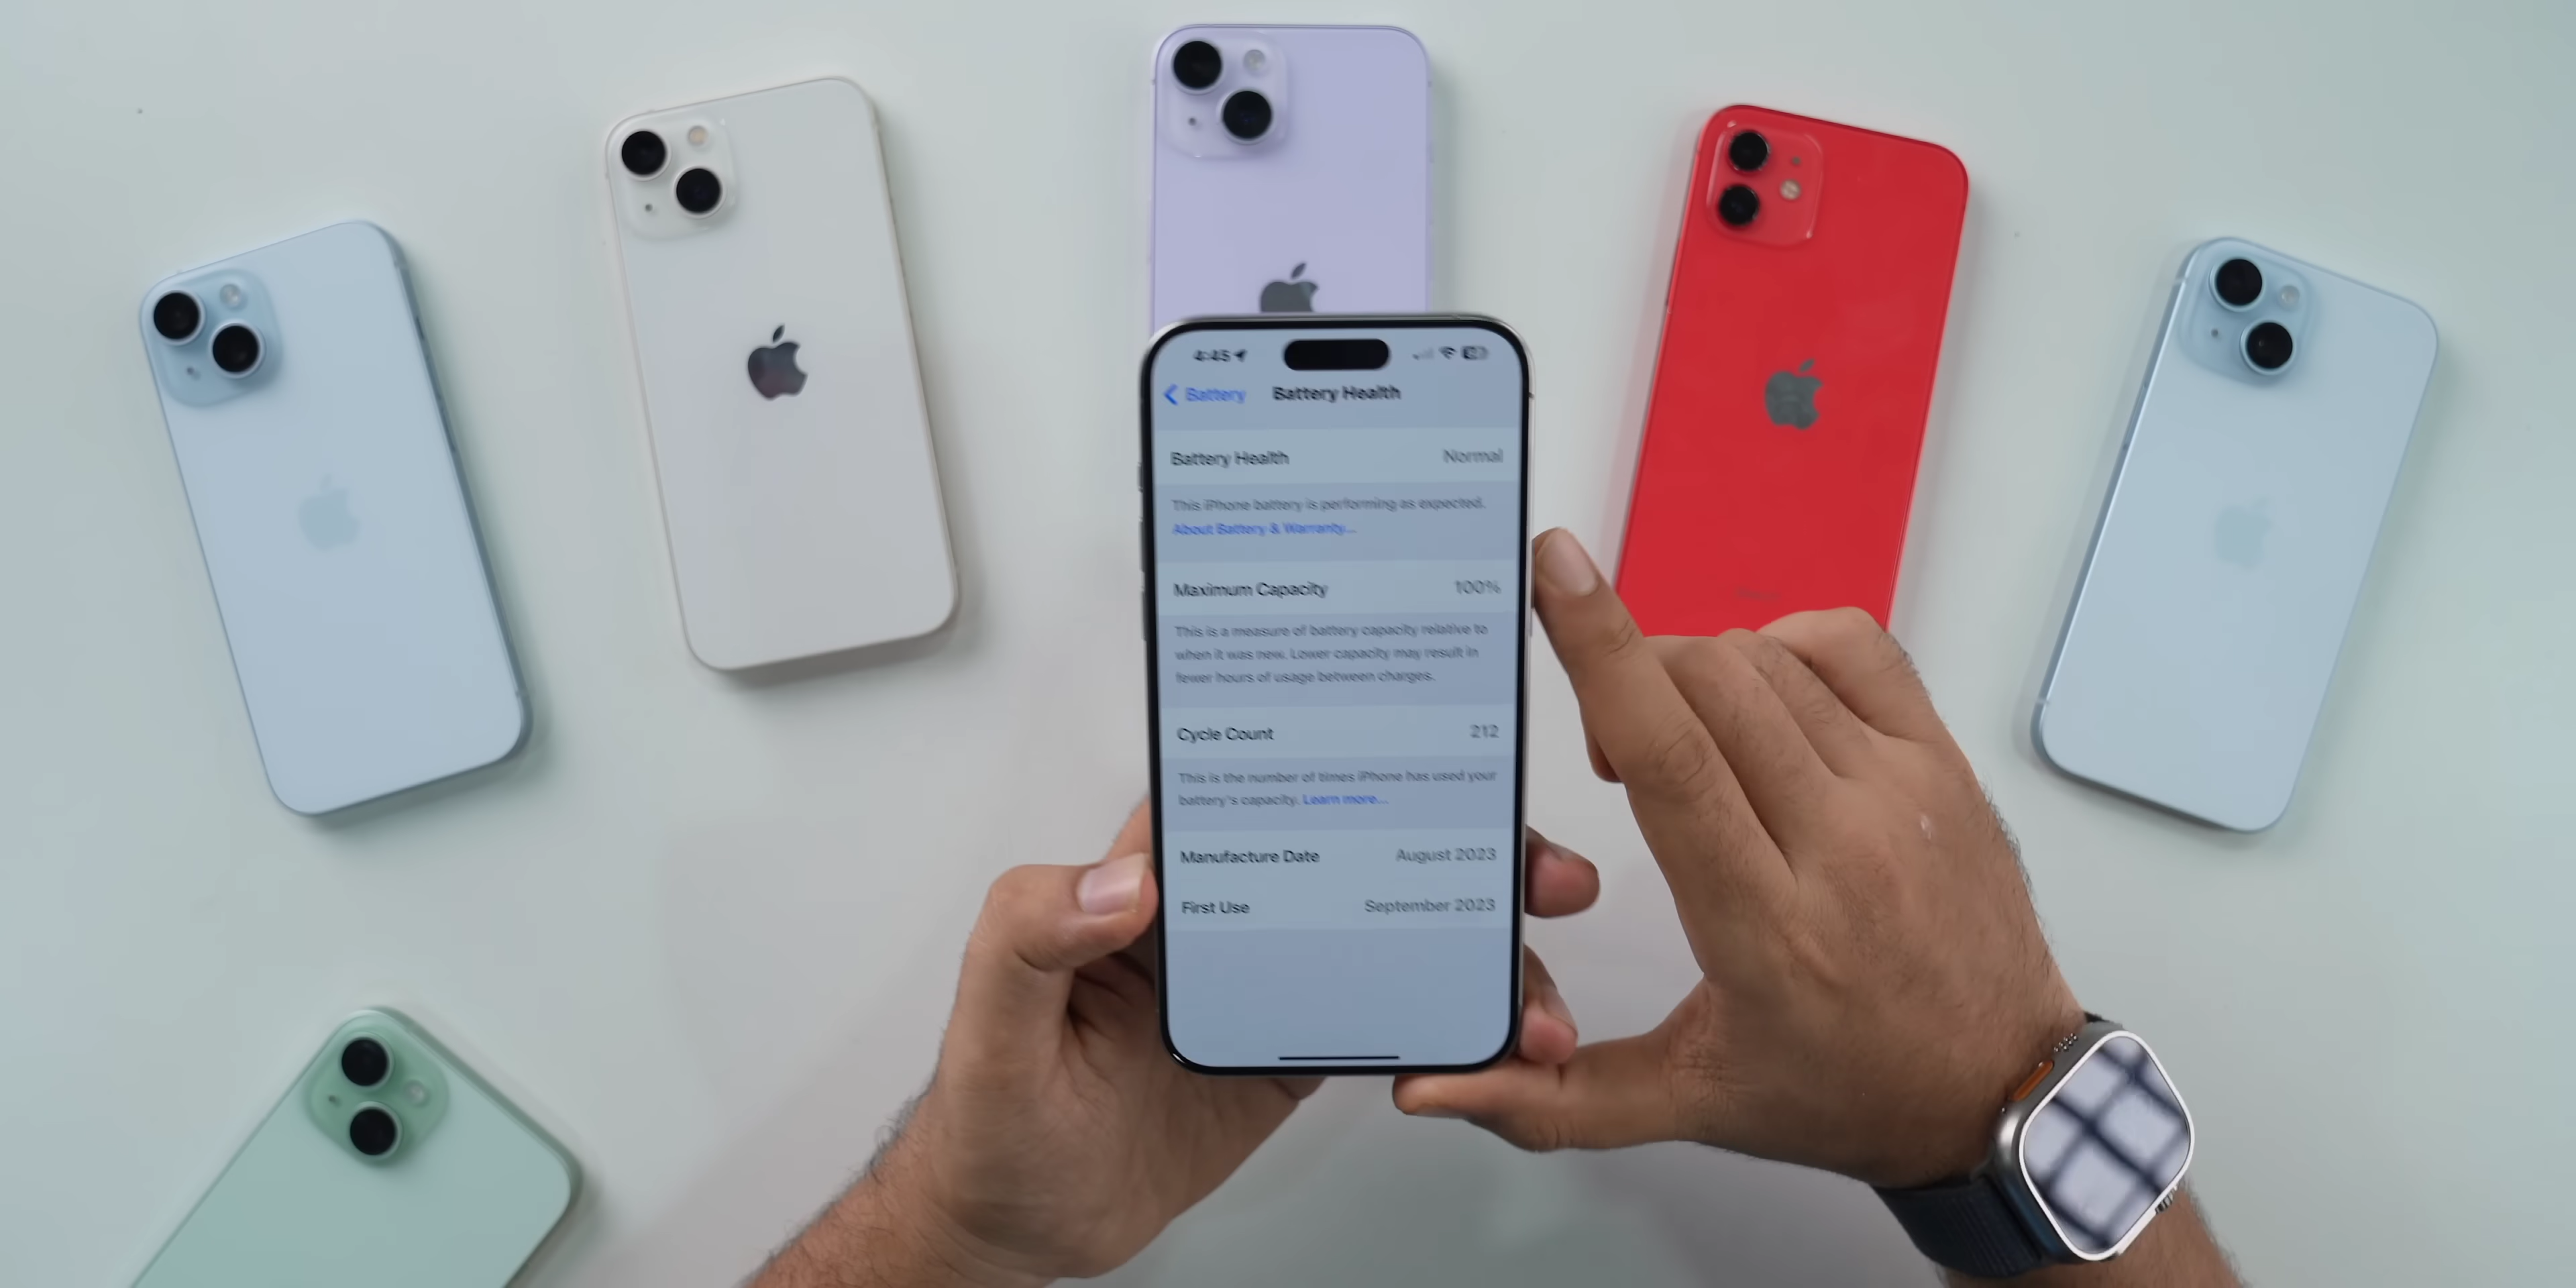 4:45
Battery
Battery Health
Battery Health Normal
This iPhone battery is performing as expected.
About Battery & Warranty...
Maximum Capacity 100%
This is a measure of battery capacity relative to
when it was new. Lower capacity may result in
fewer hours of usage between charges.
Cycle Count 212
This is the number of times iPhone has used your
battery's capacity. Learn more...
Manufacture Date August 2023
First Use September 2023